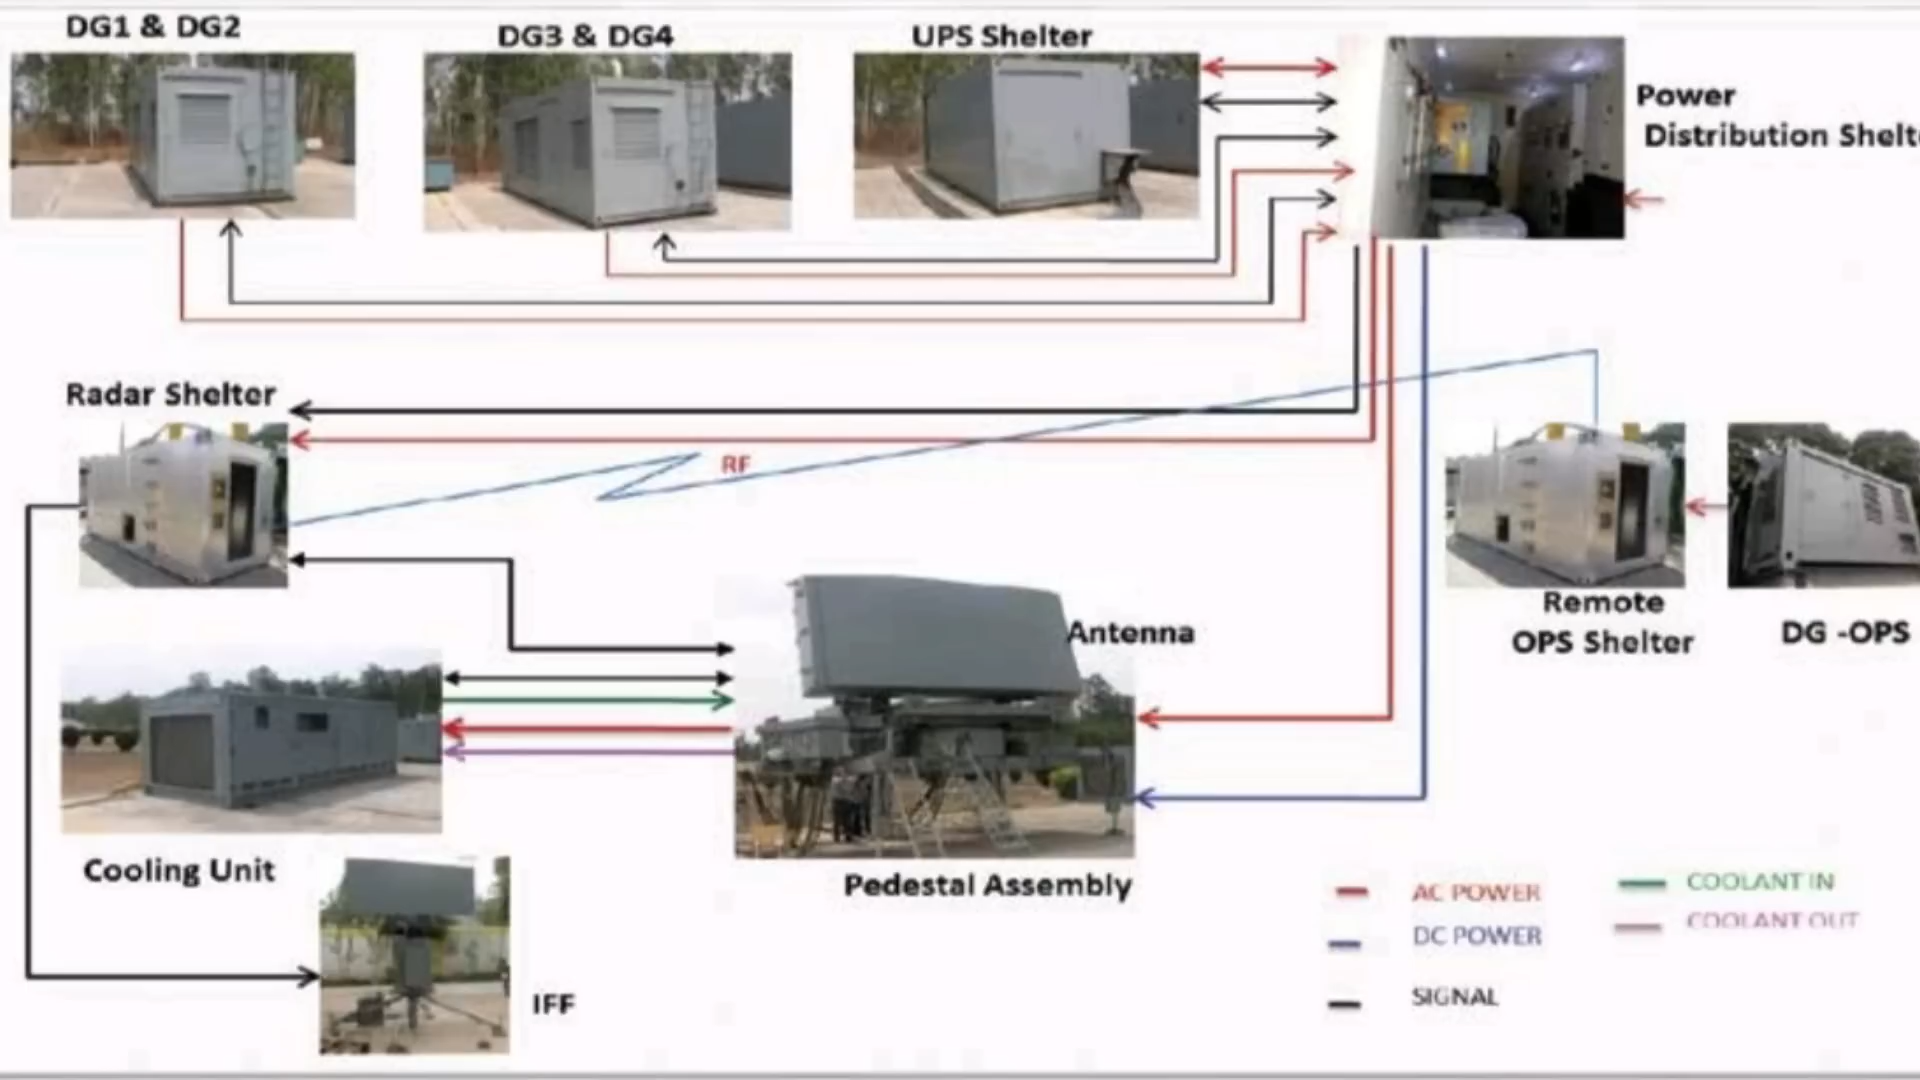 DG1 & DG2
DG3 & DG4
UPS Shelter
Power
Distribution Shelt
Radar Shelter
RF
Antenna
Remote
OPS Shelter
DG -OPS
Cooling Unit
Pedestal Assembly
IFF
AC POWER
DC POWER
SIGNAL
COOLANT IN
COOLANT OUT